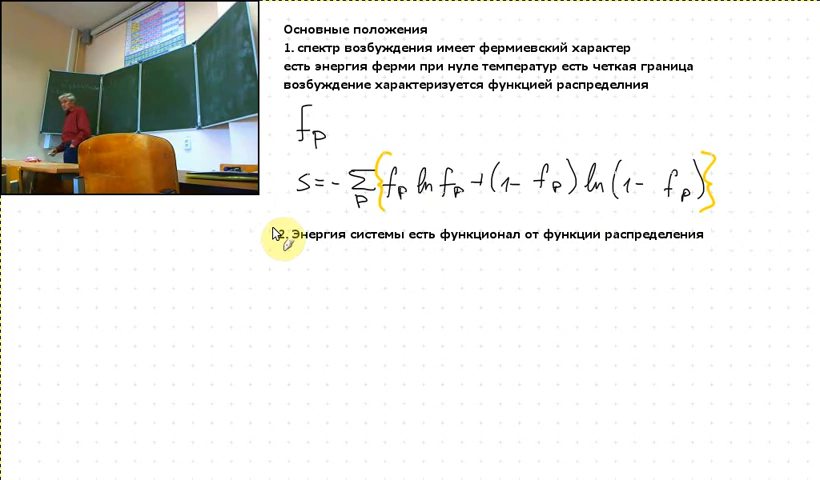 Основные положения
1. спектр возбуждения имеет фермиевский характер
есть энергия ферми при нуле температур есть четкая граница
возбуждение характеризуется функцией распределния
f_p
S = - Σ_p { f_p ln f_p + (1 - f_p) ln (1 - f_p) }
2. Энергия системы есть функционал от функции распределения